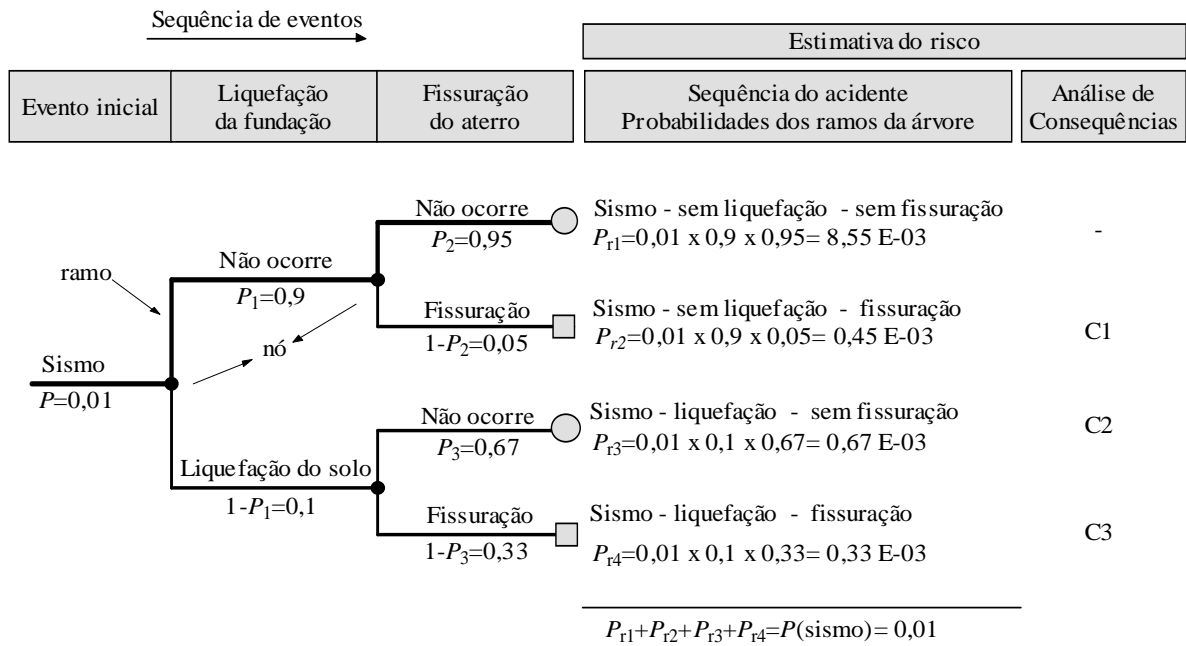 Sequência de eventos
Estimativa do risco
Evento inicial
Liquefação
da fundação
Fissuração
do aterro
Sequência do acidente
Probabilidades dos ramos da árvore
Análise de
Consequências
Não ocorre
P2=0,95
Sismo - sem liquefação - sem fissuração
Pr1=0,01 x 0,9 x 0,95= 8,55 E-03
-
ramo
Não ocorre
P1=0,9
nó
Fissuração
1-P2=0,05
Sismo - sem liquefação - fissuração
Pr2=0,01 x 0,9 x 0,05= 0,45 E-03
C1
Sismo
P=0,01
Não ocorre
P3=0,67
Sismo - liquefação - sem fissuração
Pr3=0,01 x 0,1 x 0,67= 0,67 E-03
C2
Liquefação do solo
1-P1=0,1
Fissuração
1-P3=0,33
Sismo - liquefação - fissuração
Pr4=0,01 x 0,1 x 0,33= 0,33 E-03
C3
Pr1+Pr2+Pr3+Pr4=P(sismo)= 0,01